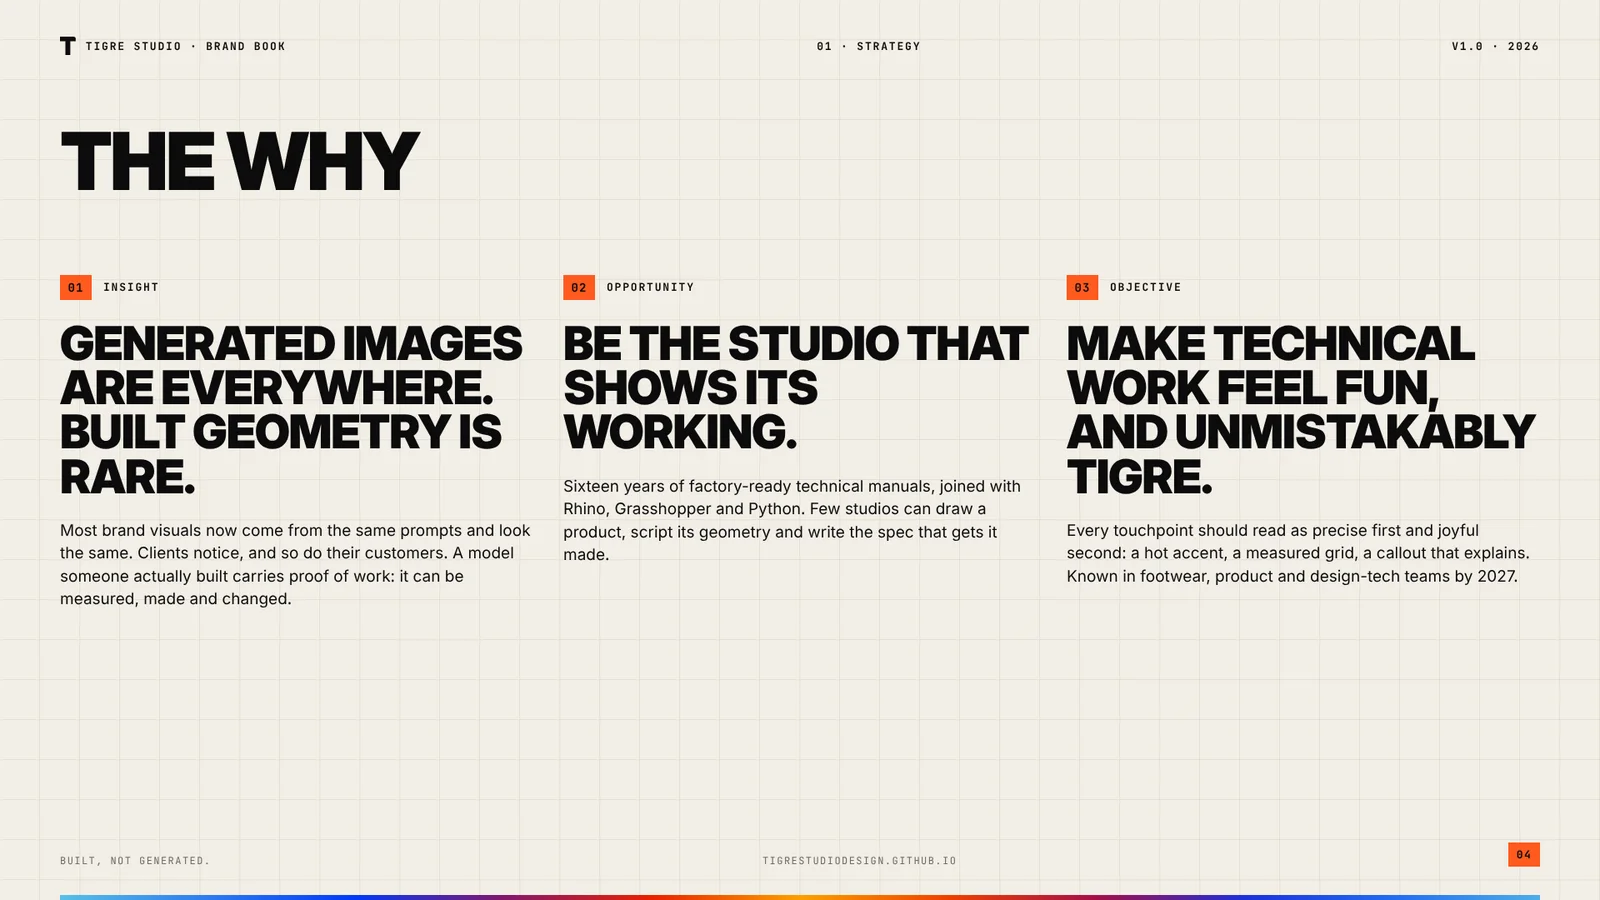 T TIGRE STUDIO · BRAND BOOK
01 · STRATEGY
V1.0 · 2026
THE WHY
01 INSIGHT
GENERATED IMAGES
ARE EVERYWHERE.
BUILT GEOMETRY IS
RARE.
Most brand visuals now come from the same prompts and look
the same. Clients notice, and so do their customers. A model
someone actually built carries proof of work: it can be
measured, made and changed.
02 OPPORTUNITY
BE THE STUDIO THAT
SHOWS ITS
WORKING.
Sixteen years of factory-ready technical manuals, joined with
Rhino, Grasshopper and Python. Few studios can draw a
product, script its geometry and write the spec that gets it
made.
03 OBJECTIVE
MAKE TECHNICAL
WORK FEEL FUN,
AND UNMISTAKABLY
TIGRE.
Every touchpoint should read as precise first and joyful
second: a hot accent, a measured grid, a callout that explains.
Known in footwear, product and design-tech teams by 2027.
BUILT, NOT GENERATED.
TIGRESTUDIODESIGN.GITHUB.IO
04